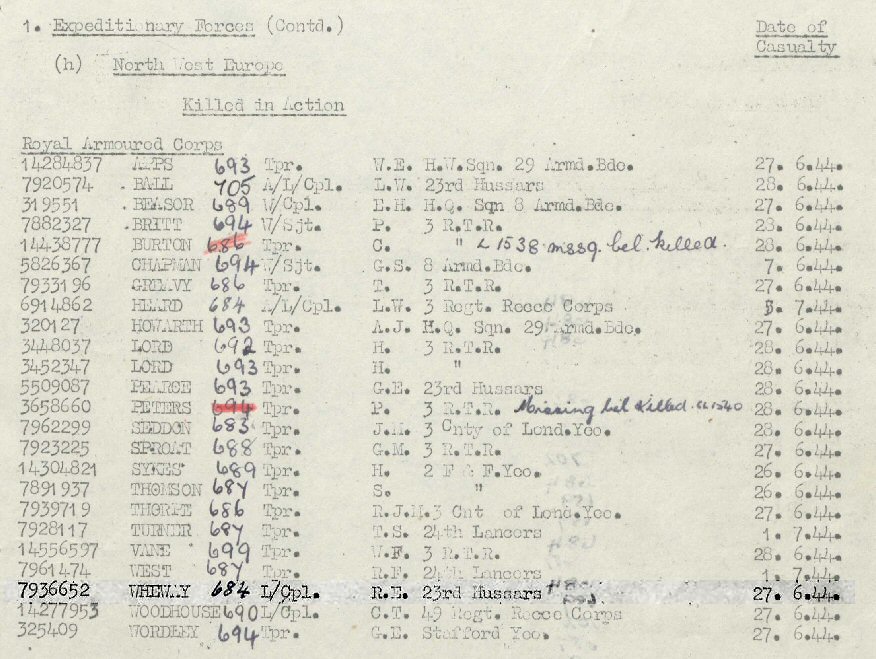 1. Expeditionary Forces (Contd.) Date of
Casualty
(h) North West Europe
Killed in Action
Royal Armoured Corps
14284837 693 Tpr. W.E. H.W.Sqn. 29 Armd.Bde. 27. 6.44.
7920574 .BALL 705 A/L/Cpl. L.W. 23rd Hussars 28. 6.44.
319551 .BEASOR 689 W/Cpl. E.H. H.Q. Sqn 8 Armd.Bde. 27. 6.44.
7882327 .BRITT 694 W/Sjt. P. 3 R.T.R. 6.44.
14438777 BURTON 686 Tpr. C. " L 1538 missg. bel. killed. 28. 6.44.
5826367 CHAPMAN 694 W/Sjt. G.S. 8 Armd.Bde. 7. 6.44.
7933196 GREAVY 686 Tpr. T. 3 R.T.R. 27. 6.44.
6914862 HEARD 684 A/L/Cpl. L.W. 3 Regt. Recce Corps 5. 7.44.
320127 HOWARTH 693 Tpr. A.J. H.Q. Sqn. 29 Armd.Bde. 27. 6.44.
3448037 LORD 692 Tpr. H. 3 R.T.R. 28. 6.44.
3452347 LORD 693 Tpr. H. " 28. 6.44.
5509087 PEARCE 693 Tpr. G.E. 23rd Hussars 28. 6.44.
3658660 PETERS 694 Tpr. P. 3 R.T.R. Missing bel Killed 28. 6.44.
7962299 SEDDON 683 Tpr. J.M. 3 Cnty of Lond.Yeo. 28. 6.44.
7923225 SPROAT 688 Tpr. G.M. 3 R.T.R. 27. 6.44.
14304821 SYKES 689 Tpr. H. 2 F & F.Yeo. 26. 6.44.
7891937 THOMSON 687 Tpr. S. " 26. 6.44.
7939719 THORPE 686 Tpr. R.J.M. 3 Cnt of Lond.Yeo. 27. 6.44.
7928117 TURNER 687 Tpr. T.S. 24th Lancers 1. 7.44.
14556597 VANE 699 Tpr. W.F. 3 R.T.R. 28. 6.44.
7961474 WEST 687 Tpr. R.F. 24th Lancers 1. 7.44.
7936652 WHEWAY 684 L/Cpl. R.E. 23rd Hussars 27. 6.44.
14277953 WOODHOUSE 690 L/Cpl. C.T. 49 Regt. Recce Corps 27. 6.44.
325409 WORDLEY 694 Tpr. G.E. Stafford Yeo. 27. 6.44.